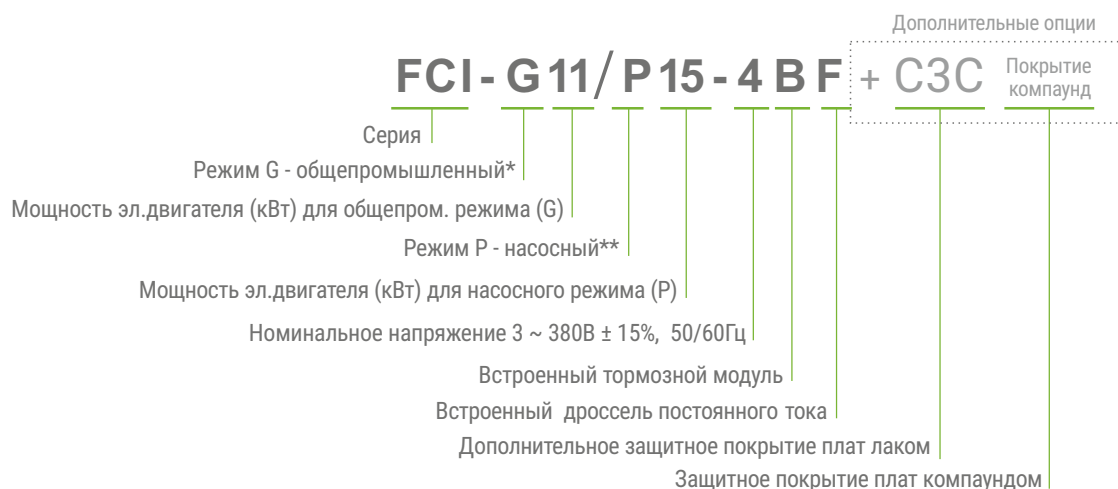 Дополнительные опции
FCI - G 11 / P 15 - 4 B F + C3C Покрытие
компаунд
Серия
Режим G - общепромышленный*
Мощность эл.двигателя (кВт) для общепром. режима (G)
Режим P - насосный**
Мощность эл.двигателя (кВт) для насосного режима (P)
Номинальное напряжение 3 ~ 380В ± 15%, 50/60Гц
Встроенный тормозной модуль
Встроенный дроссель постоянного тока
Дополнительное защитное покрытие плат лаком
Защитное покрытие плат компаундом